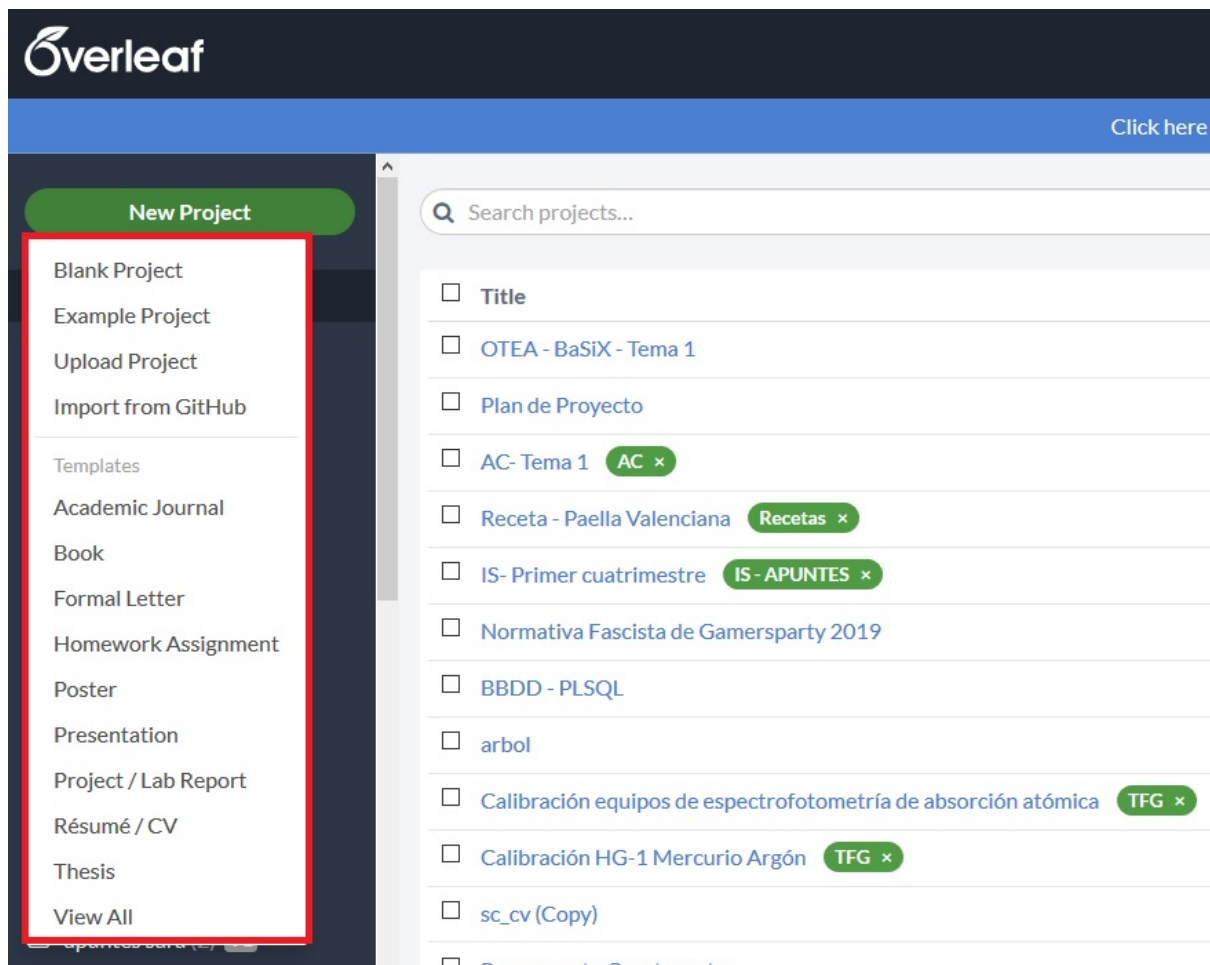 Overleaf
Click here
New Project
Search projects...
Blank Project
Example Project
Upload Project
Import from GitHub
Templates
Academic Journal
Book
Formal Letter
Homework Assignment
Poster
Presentation
Project / Lab Report
Résumé / CV
Thesis
View All
Title
OTEA - BaSiX - Tema 1
Plan de Proyecto
AC- Tema 1 AC ×
Receta - Paella Valenciana Recetas ×
IS- Primer cuatrimestre IS - APUNTES ×
Normativa Fascista de Gamersparty 2019
BBDD - PLSQL
arbol
Calibración equipos de espectrofotometría de absorción atómica TFG ×
Calibración HG-1 Mercurio Argón TFG ×
sc_cv (Copy)